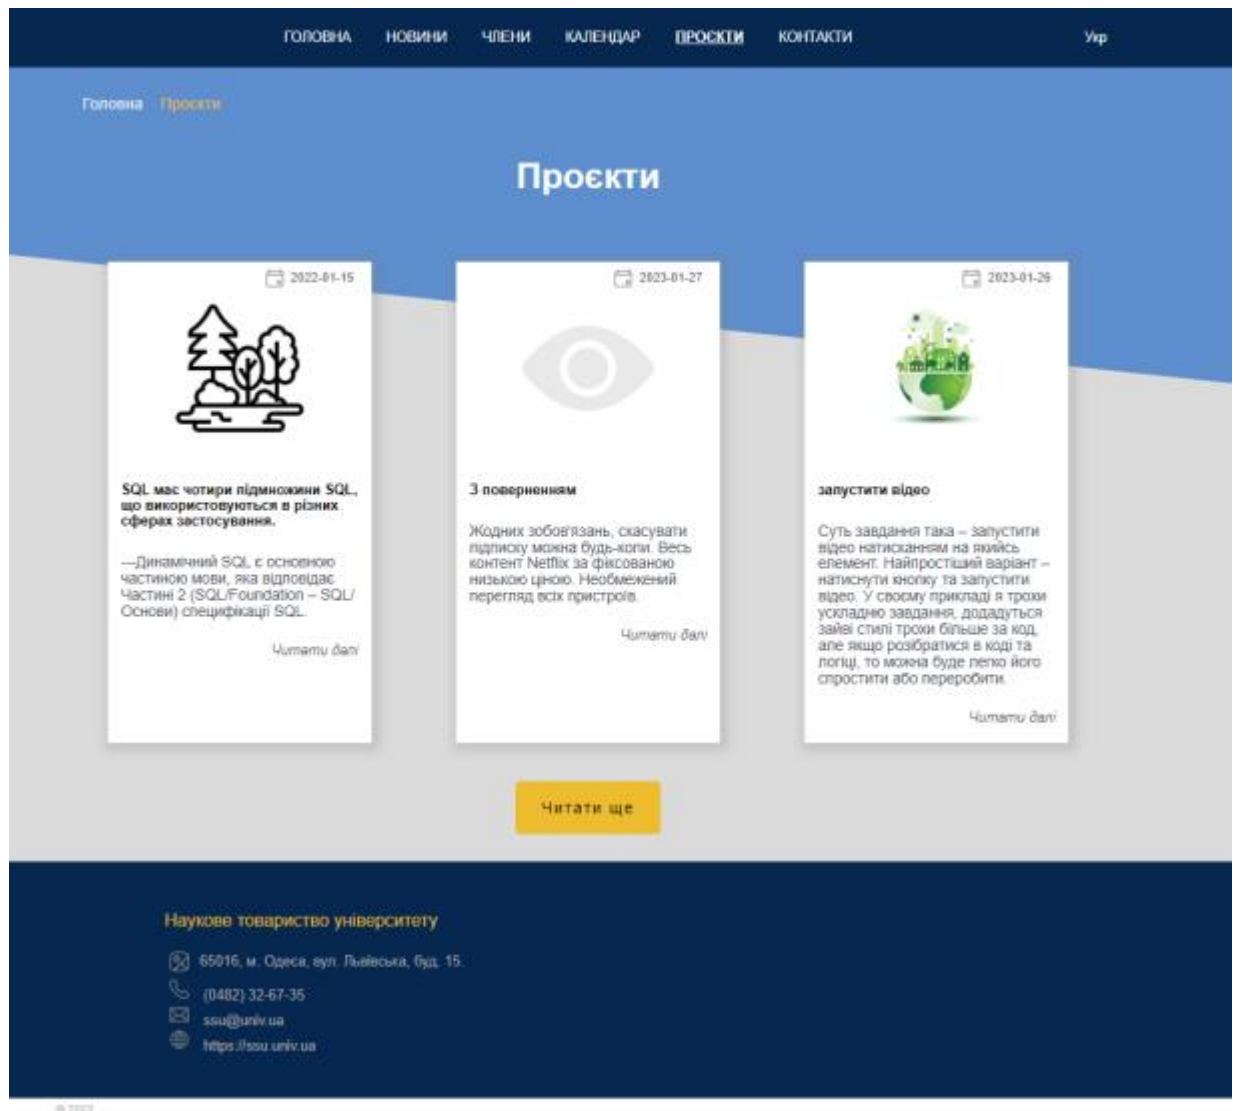 ГОЛОВНА НОВИНИ ЧЛЕНИ КАЛЕНДАР ПРОЄКТИ КОНТАКТИ Укр
Головна Проєкти
Проєкти
2022-01-15
SQL має чотири підмножини SQL,
що використовуються в різних
сферах застосування.
---Динамічний SQL є основною
частиною мови, яка відповідає
Частині 2 (SQL/Foundation – SQL/
Основи) специфікації SQL.
Читати далі
2023-01-27
З поверненням
Жодних зобов'язань, скасувати
підписку можна будь-коли. Весь
контент Netflix за фіксованою
низькою ціною. Необмежений
перегляд всіх пристроїв.
Читати далі
2023-01-26
запустити відео
Суть завдання така – запустити
відео натисканням на якийсь
елемент. Найпростіший варіант –
натиснути кнопку та запустити
відео. У своєму прикладі я трохи
ускладню завдання, додадуться
зайві стилі трохи більше за код,
але якщо розібратися в коді та
логіці, то можна буде легко його
спростити або переробити.
Читати далі
Читати ще
Наукове товариство університету
65016, м. Одеса, вул. Львівська, буд. 15.
(0482) 32-67-35
ssu@univ.ua
https://ssu.univ.ua